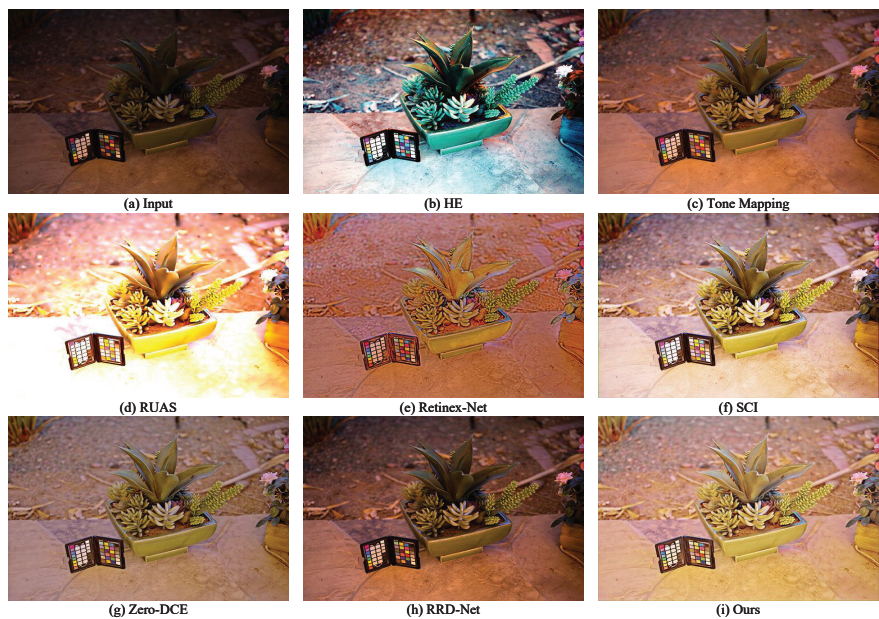 (a) Input
(b) HE
(c) Tone Mapping
(d) RUAS
(e) Retinex-Net
(f) SCI
(g) Zero-DCE
(h) RRD-Net
(i) Ours